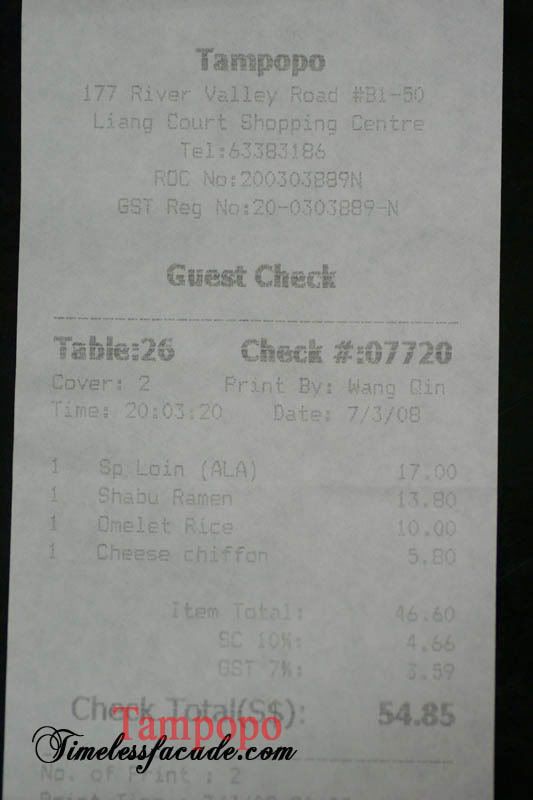 Tampopo
177 River Valley Road #B1-50
Liang Court Shopping Centre
Tel:63383186
ROC No:200303889N
GST Reg No:20-0303889-N
Guest Check
Table:26 Check #:07720
Cover: 2 Print By: Wang Qin
Time: 20:03:20 Date: 7/3/08
1 Sp Loin (ALA) 17.00
1 Shabu Ramen 13.80
1 Omelet Rice 10.00
1 Cheese chiffon 5.80
Item Total: 46.60
SC 10%: 4.66
GST 7%: 3.59
Check Total(S$): 54.85
Tampopo
Timelessfacade.com
No. of Print : 2